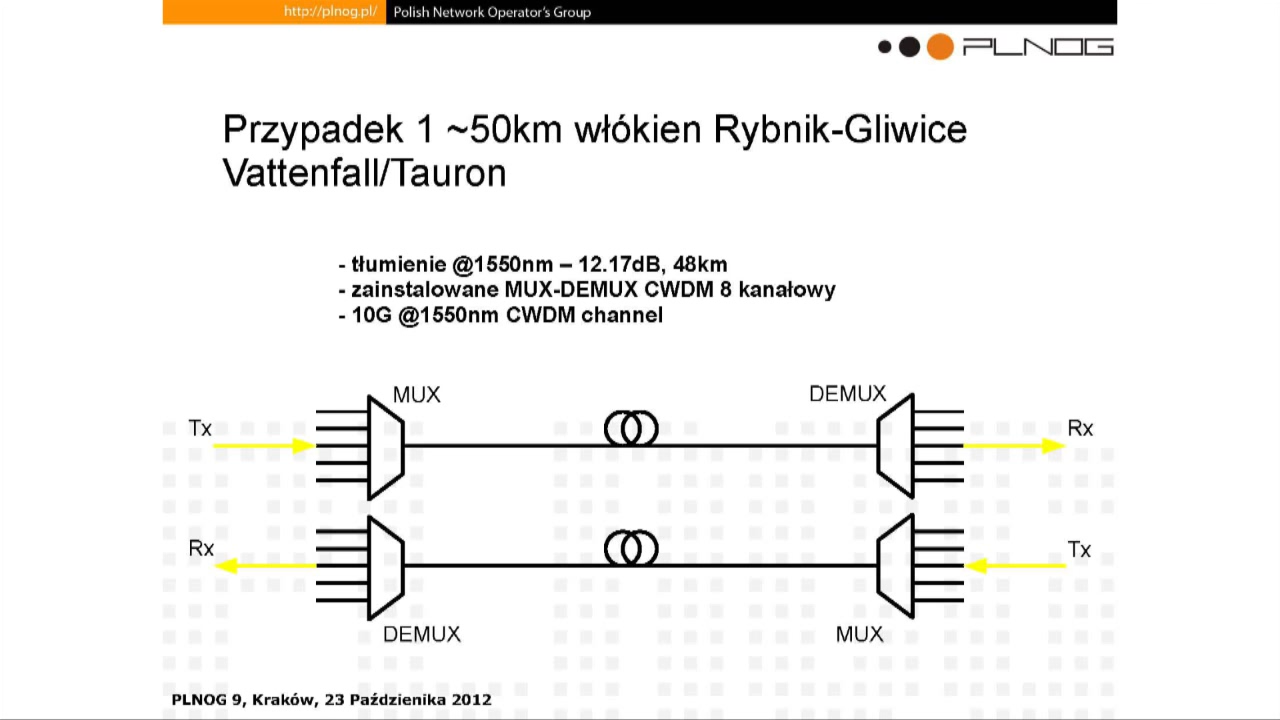 http://plnog.pl/ Polish Network Operator's Group
PLNOG
Przypadek 1 ~50km włókien Rybnik-Gliwice
Vattenfall/Tauron
- tłumienie @1550nm – 12.17dB, 48km
- zainstalowane MUX-DEMUX CWDM 8 kanałowy
- 10G @1550nm CWDM channel
MUX DEMUX
Tx Rx
Rx Tx
DEMUX MUX
PLNOG 9, Kraków, 23 Paździenika 2012